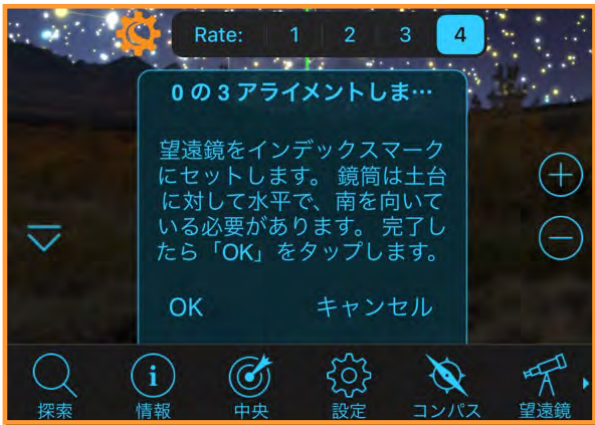 Rate: 1 2 3 4
0 の 3 アライメントしま…
望遠鏡をインデックスマーク
にセットします。 鏡筒は土台
に対して水平で、南を向いて
いる必要があります。 完了し
たら「OK」をタップします。
OK キャンセル
探索 情報 中央 設定 コンパス 望遠鏡